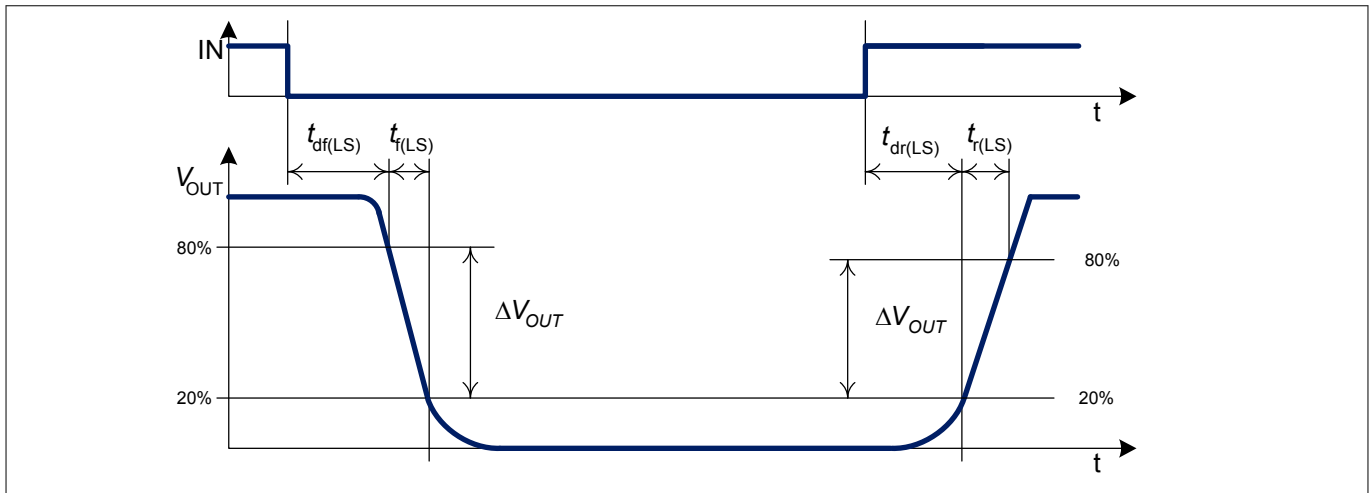 IN
t
t_df(LS) t_f(LS) t_dr(LS) t_r(LS)
V_OUT
80%
80%
ΔV_OUT ΔV_OUT
20% 20%
t